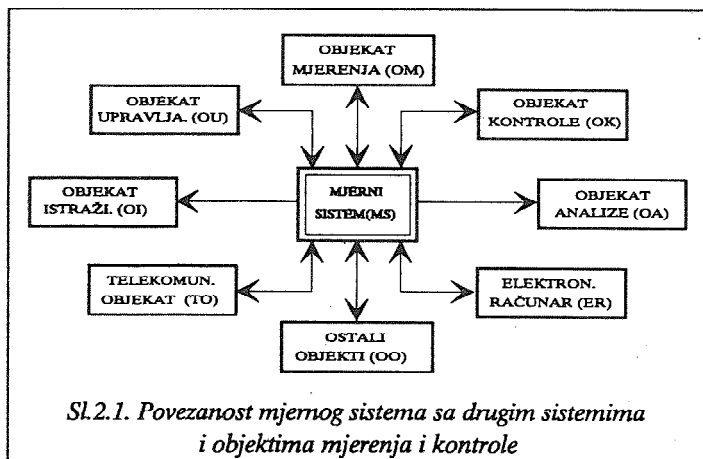 OBJEKAT
MJERENJA (OM)
OBJEKAT
UPRAVLJA. (OU)
OBJEKAT
KONTROLE (OK)
OBJEKAT
ISTRAŽI. (OI)
MJERNI
SISTEM(MS)
OBJEKAT
ANALIZE (OA)
TELEKOMUN.
OBJEKAT (TO)
ELEKTRON.
RAČUNAR (ER)
OSTALI
OBJEKTI (OO)
Sl.2.1. Povezanost mjernog sistema sa drugim sistemima
i objektima mjerenja i kontrole